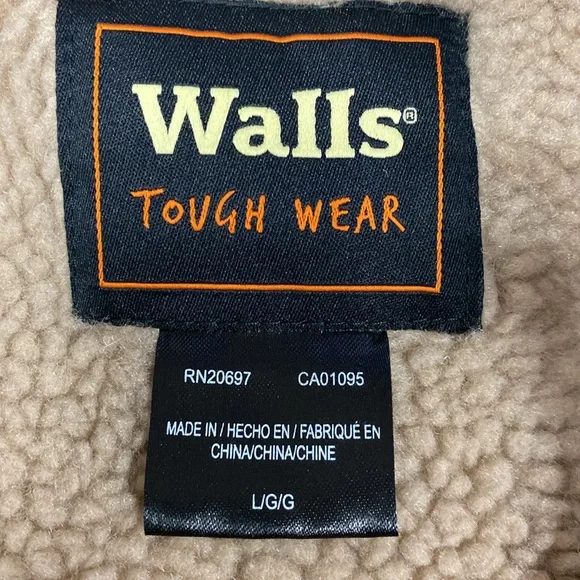 Walls®
TOUGH WEAR
RN20697 CA01095
MADE IN / HECHO EN / FABRIQUÉ EN
CHINA/CHINA/CHINE
L/G/G